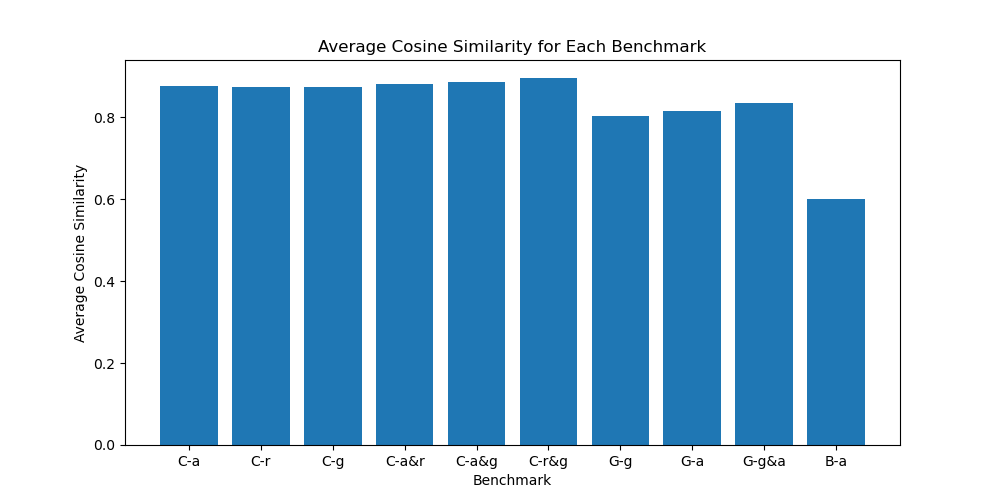 Average Cosine Similarity for Each Benchmark
Average Cosine Similarity
0.8
0.6
0.4
0.2
0.0
C-a C-r C-g C-a&r C-a&g C-r&g G-g G-a G-g&a B-a
Benchmark